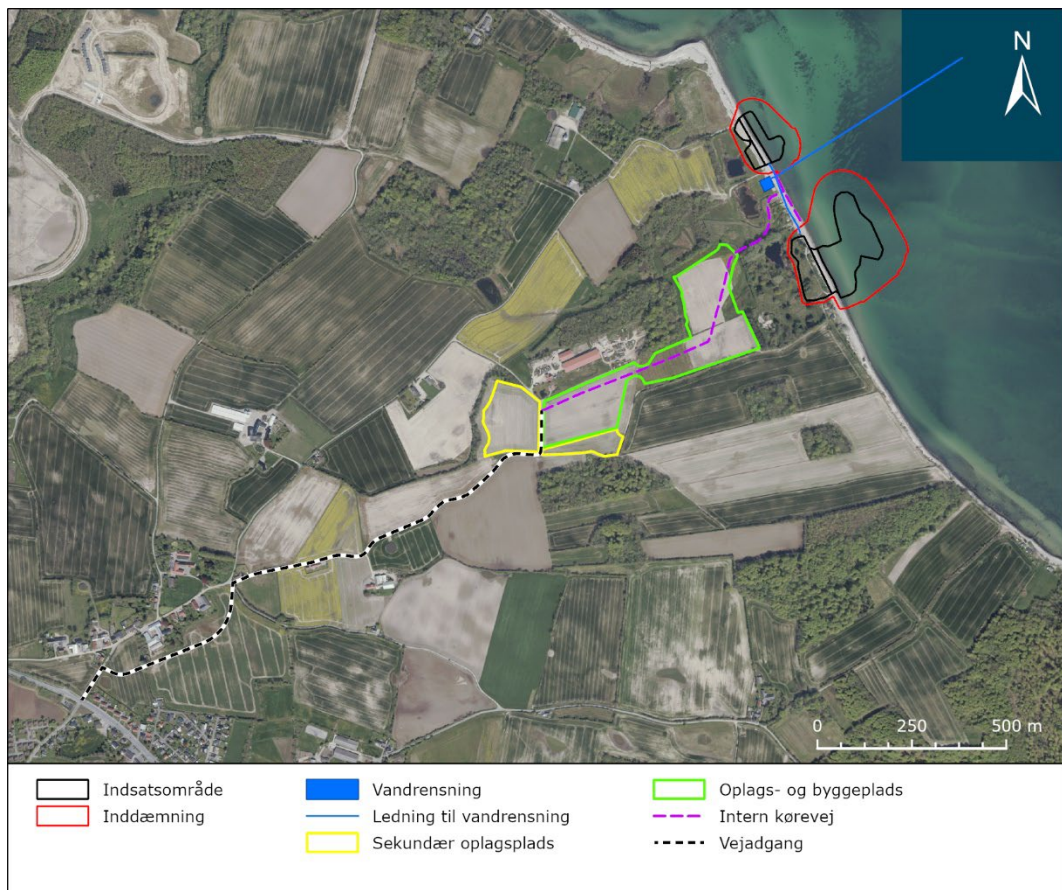 N
0 250 500 m
Indsatsområde
Inddæmning
Vandrensning
Ledning til vandrensning
Sekundær oplagsplads
Oplags- og byggeplads
Intern kørevej
Vejadgang